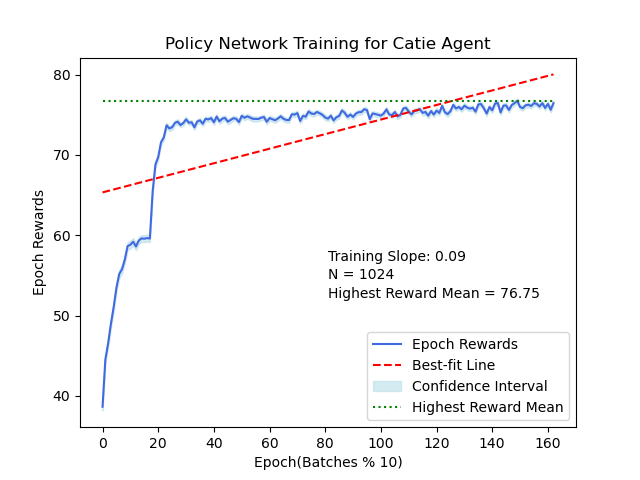 Policy Network Training for Catie Agent
80
70
60
50
40
Epoch Rewards
Training Slope: 0.09
N = 1024
Highest Reward Mean = 76.75
Epoch Rewards
Best-fit Line
Confidence Interval
Highest Reward Mean
0 20 40 60 80 100 120 140 160
Epoch(Batches % 10)